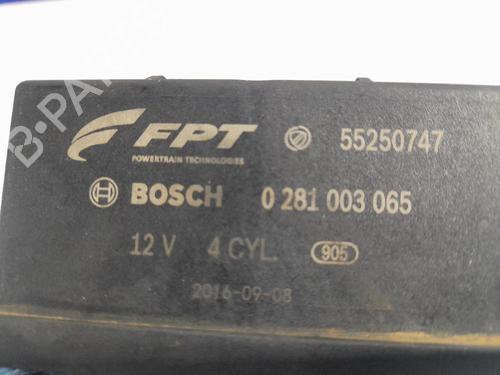 FPT 55250747
POWERTRAIN TECHNOLOGIES
BOSCH 0 281 003 065
12 V 4 CYL. 905
2016-09-08
B-PARTS